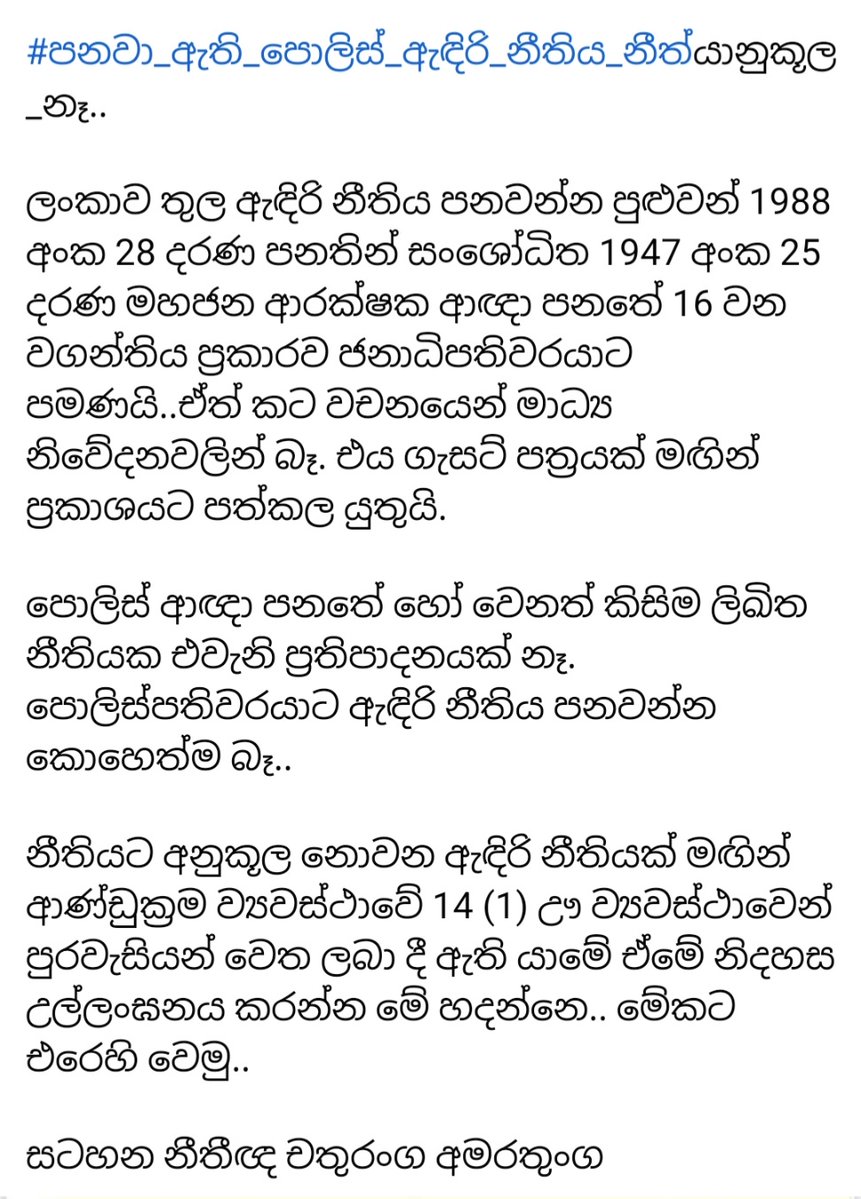 #පනවා_ඇති_පොලිස්_ඇඳිරි_නීතිය_නීත්යානුකූල
_නෑ..
ලංකාව තුල ඇඳිරි නීතිය පනවන්න පුළුවන් 1988
අංක 28 දරණ පනතින් සංශෝධිත 1947 අංක 25
දරණ මහජන ආරක්ෂක ආඥා පනතේ 16 වන
වගන්තිය ප්‍රකාරව ජනාධිපතිවරයාට
පමණයි..ඒත් කට වචනයෙන් මාධ්‍ය
නිවේදනවලින් බෑ. එය ගැසට් පත්‍රයක් මඟින්
ප්‍රකාශයට පත්කල යුතුයි.
පොලිස් ආඥා පනතේ හෝ වෙනත් කිසිම ලිඛිත
නීතියක එවැනි ප්‍රතිපාදනයක් නෑ.
පොලිස්පතිවරයාට ඇඳිරි නීතිය පනවන්න
කොහෙත්ම බෑ..
නීතියට අනුකූල නොවන ඇඳිරි නීතියක් මඟින්
ආණ්ඩුක්‍රම ව්‍යවස්ථාවේ 14 (1) ඌ ව්‍යවස්ථාවෙන්
පුරවැසියන් වෙත ලබා දී ඇති යාමේ ඒමේ නිදහස
උල්ලංඝනය කරන්න මේ හදන්නෙ.. මේකට
එරෙහි වෙමු..
සටහන නීතීඥ චතුරංග අමරතුංග